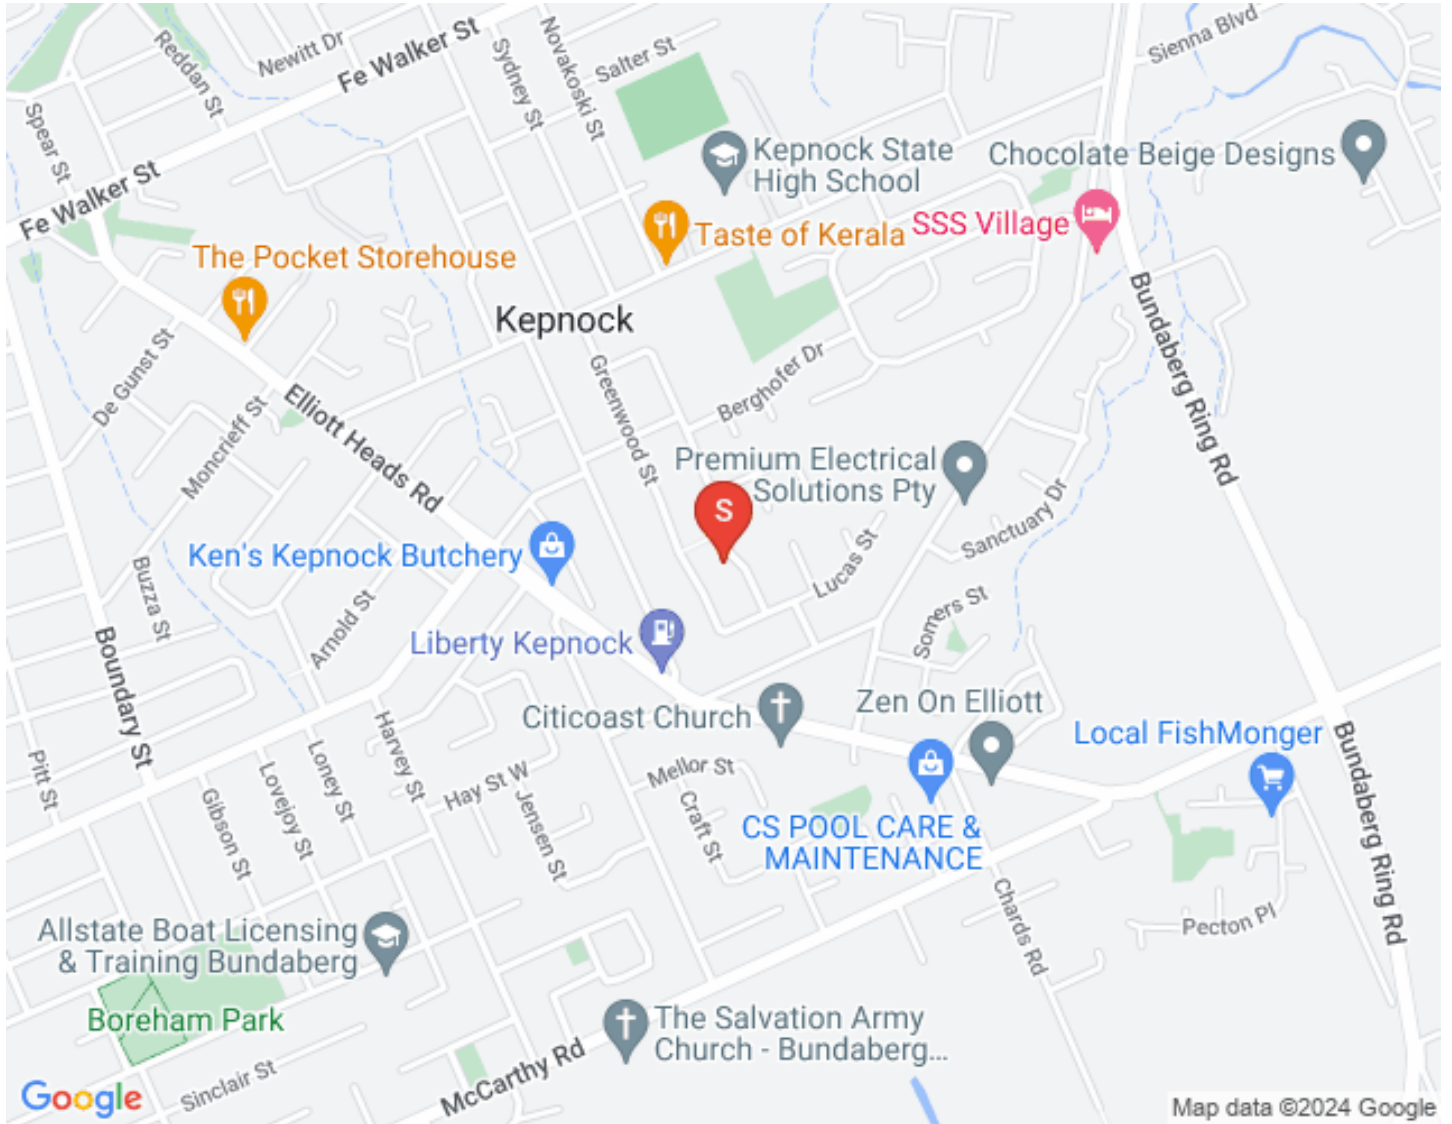 Newitt Dr
Fe Walker St
Reddan St
Sydney St
Novakoski St
Salter St
Sienna Blvd
Spear St
Fe Walker St
Kepnock State
High School
Chocolate Beige Designs
Taste of Kerala
SSS Village
The Pocket Storehouse
Kepnock
Bundaberg Ring Rd
De Gunst St
Moncrieff St
Elliott Heads Rd
Greenwood St
Berghofer Dr
Premium Electrical
Solutions Pty
S
Sanctuary Dr
Ken's Kepnock Butchery
Lucas St
Buzza St
Arnold St
Somers St
Liberty Kepnock
Boundary St
Citicoast Church
Zen On Elliott
Local FishMonger
Bundaberg Ring Rd
Pitt St
Gibson St
Lovejoy St
Loney St
Harvey St
Hay St W
Jensen St
Mellor St
Craft St
CS POOL CARE &
MAINTENANCE
Chards Rd
Pecton Pl
Allstate Boat Licensing
& Training Bundaberg
Boreham Park
The Salvation Army
Church - Bundaberg...
McCarthy Rd
Sinclair St
Google
Map data ©2024 Google